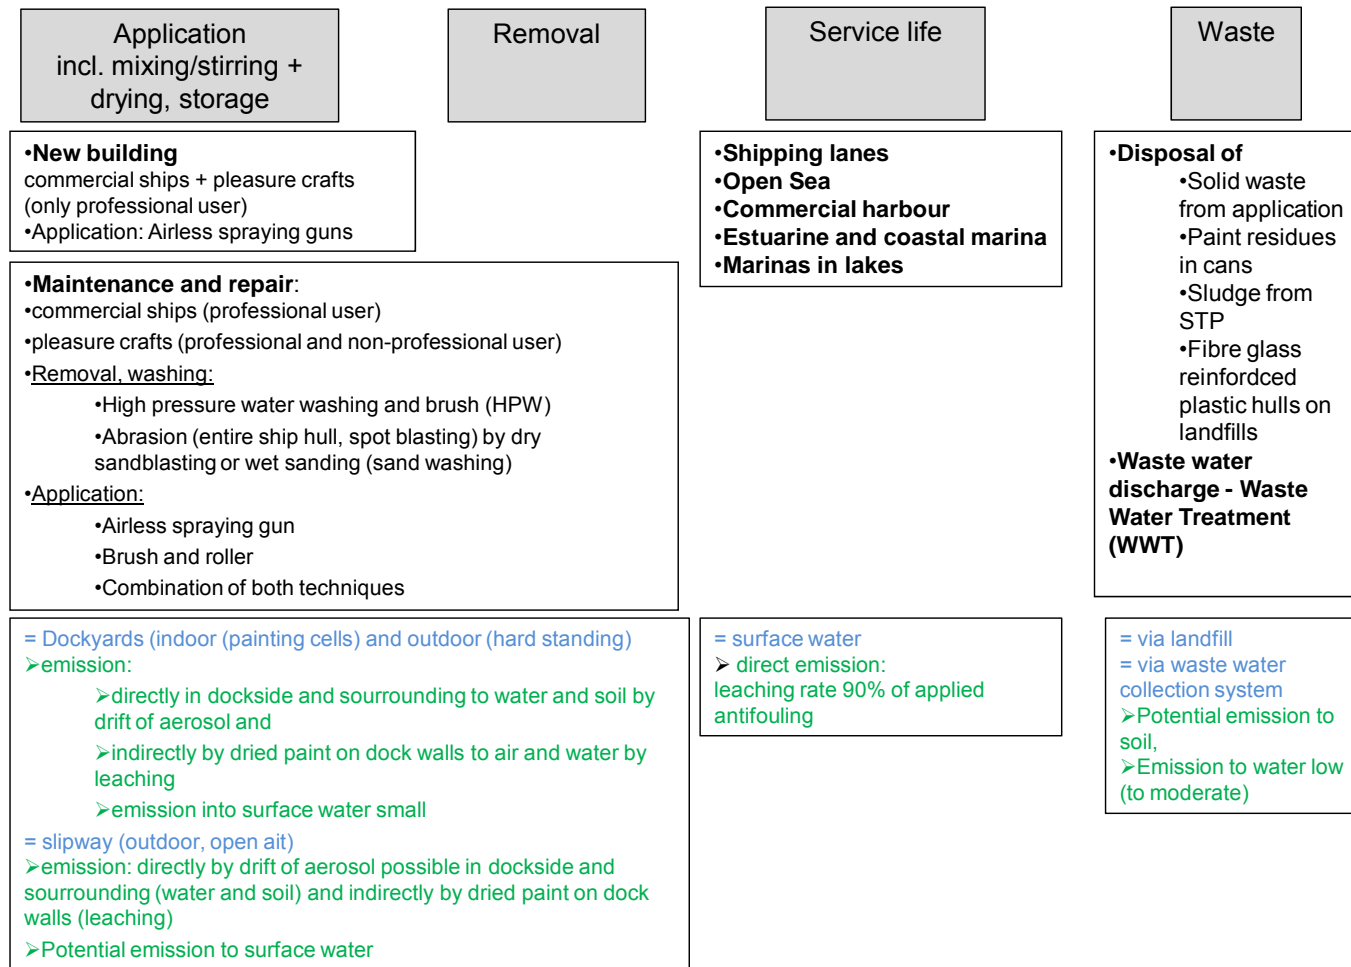 Application
incl. mixing/stirring +
drying, storage
Removal
Service life
Waste
•New building
commercial ships + pleasure crafts
(only professional user)
•Application: Airless spraying guns
•Maintenance and repair:
•commercial ships (professional user)
•pleasure crafts (professional and non-professional user)
•Removal, washing:
•High pressure water washing and brush (HPW)
•Abrasion (entire ship hull, spot blasting) by dry
sandblasting or wet sanding (sand washing)
•Application:
•Airless spraying gun
•Brush and roller
•Combination of both techniques
•Shipping lanes
•Open Sea
•Commercial harbour
•Estuarine and coastal marina
•Marinas in lakes
•Disposal of
•Solid waste
from application
•Paint residues
in cans
•Sludge from
STP
•Fibre glass
reinfordced
plastic hulls on
landfills
•Waste water
discharge - Waste
Water Treatment
(WWT)
= Dockyards (indoor (painting cells) and outdoor (hard standing)
➢emission:
➢directly in dockside and sourrounding to water and soil by
drift of aerosol and
➢indirectly by dried paint on dock walls to air and water by
leaching
➢emission into surface water small
= slipway (outdoor, open ait)
➢emission: directly by drift of aerosol possible in dockside and
sourrounding (water and soil) and indirectly by dried paint on dock
walls (leaching)
➢Potential emission to surface water
= surface water
➢ direct emission:
leaching rate 90% of applied
antifouling
= via landfill
= via waste water
collection system
➢Potential emission to
soil,
➢Emission to water low
(to moderate)